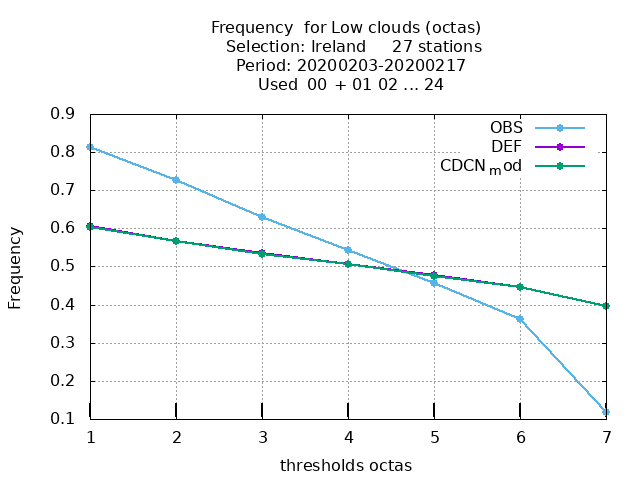 Frequency  for Low clouds (octas)
Selection: Ireland     27 stations
Period: 20200203-20200217
Used  00  + 01 02 ... 24
OBS
DEF
CDCNmod
Frequency
0.9
0.8
0.7
0.6
0.5
0.4
0.3
0.2
0.1
1 2 3 4 5 6 7
thresholds octas